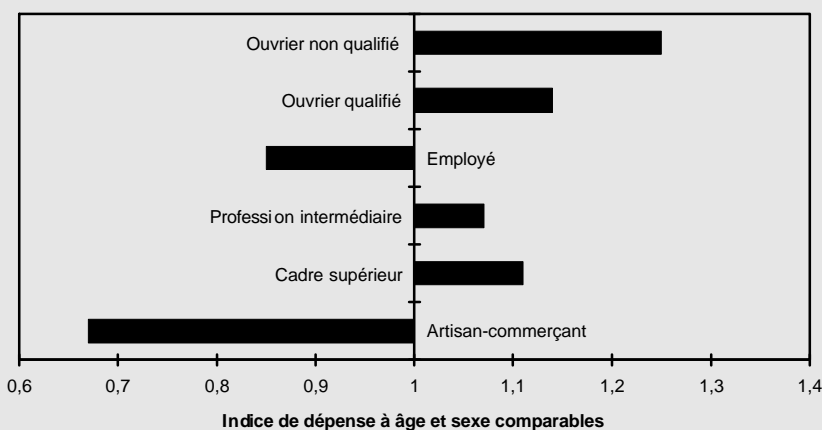 Ouvrier non qualifié
Ouvrier qualifié
Employé
Profession intermédiaire
Cadre supérieur
Artisan-commerçant
0,6 0,7 0,8 0,9 1 1,1 1,2 1,3 1,4
Indice de dépense à âge et sexe comparables